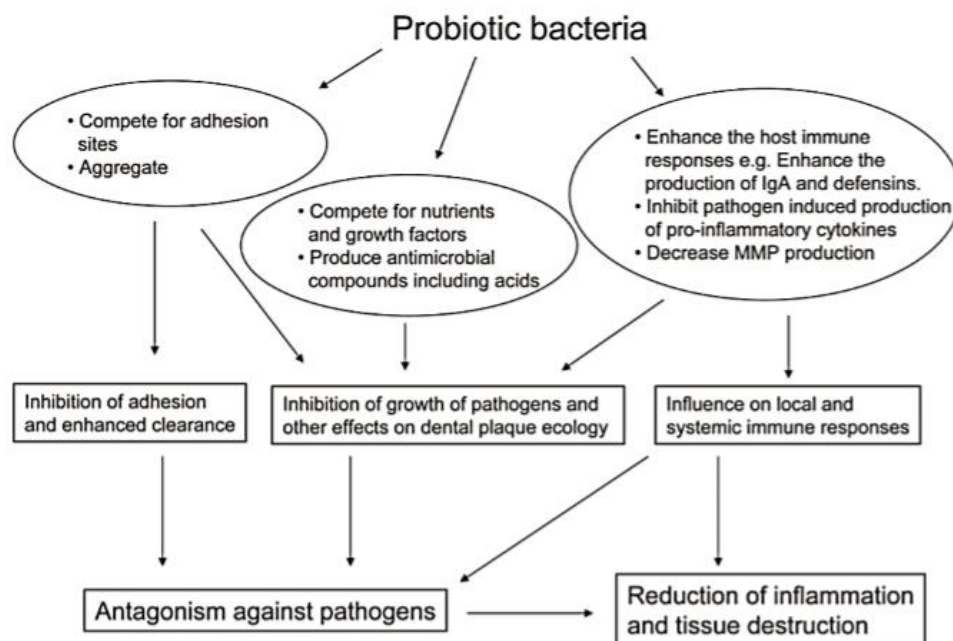 Probiotic bacteria
• Compete for adhesion
sites
• Aggregate
• Compete for nutrients
and growth factors
• Produce antimicrobial
compounds including acids
• Enhance the host immune
responses e.g. Enhance the
production of IgA and defensins.
• Inhibit pathogen induced production
of pro-inflammatory cytokines
• Decrease MMP production
Inhibition of adhesion
and enhanced clearance
Inhibition of growth of pathogens and
other effects on dental plaque ecology
Influence on local and
systemic immune responses
Antagonism against pathogens
Reduction of inflammation
and tissue destruction